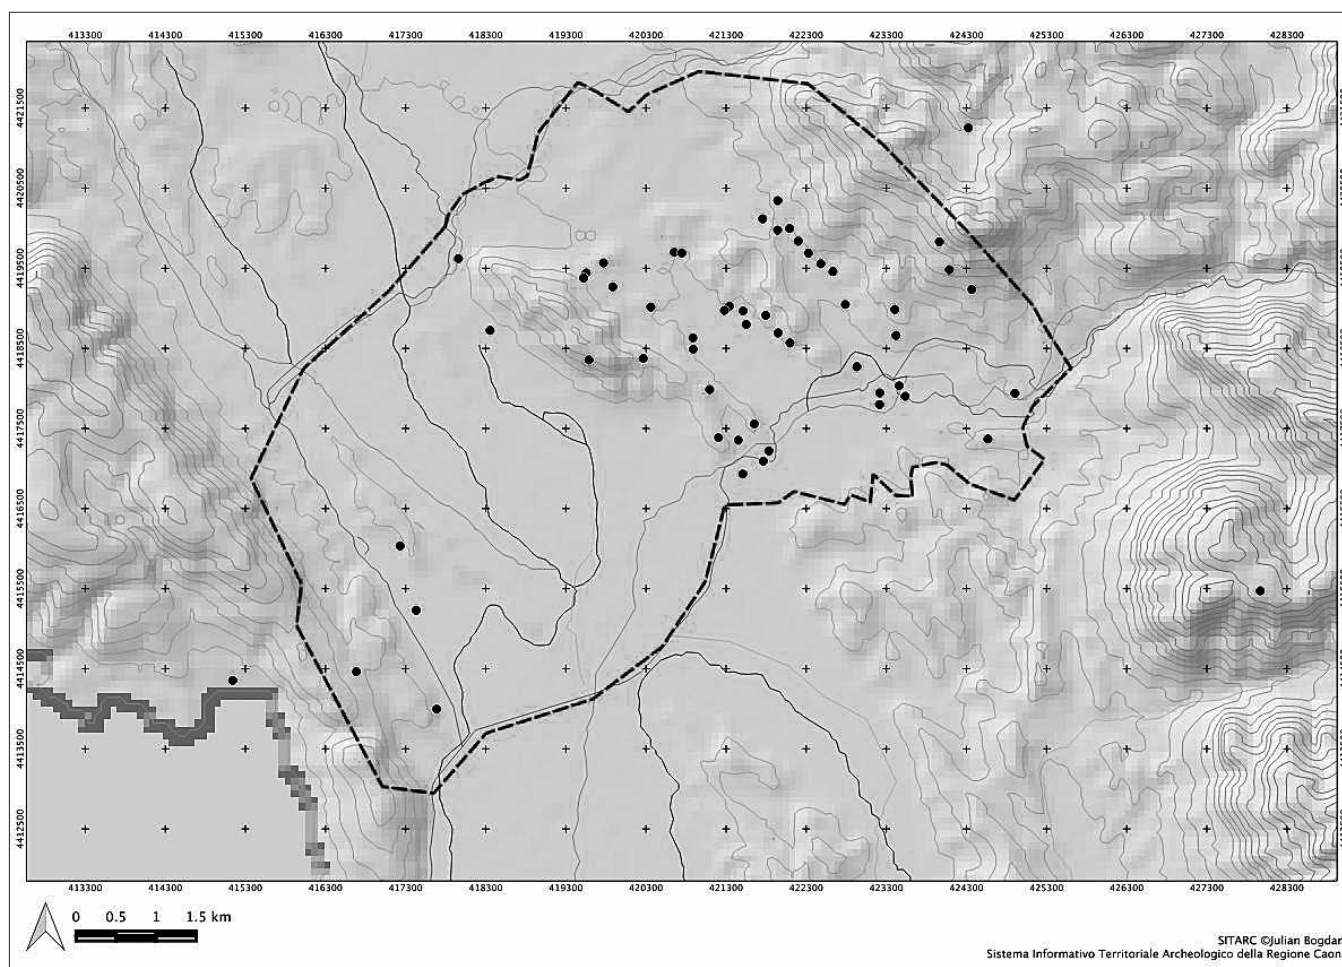 413300 414300 415300 416300 417300 418300 419300 420300 421300 422300 423300 424300 425300 426300 427300 428300
4421500
4420500
4419500
4418500
4417500
4416500
4415500
4414500
4413500
4412500
413300 414300 415300 416300 417300 418300 419300 420300 421300 422300 423300 424300 425300 426300 427300 428300
0 0.5 1 1.5 km
SITARC ©Julian Bogdan
Sistema Informativo Territoriale Archeologico della Regione Caon